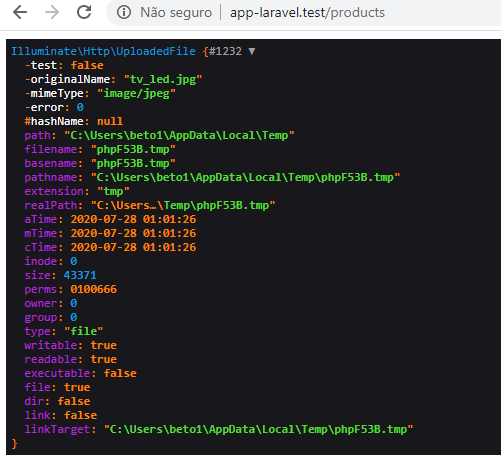 Não seguro | app-laravel.test/products
Illuminate\Http\UploadedFile {#1232 ▼
-test: false
-originalName: "tv_led.jpg"
-mimeType: "image/jpeg"
-error: 0
#hashName: null
path: "C:\Users\beto1\AppData\Local\Temp"
filename: "phpF53B.tmp"
basename: "phpF53B.tmp"
pathname: "C:\Users\beto1\AppData\Local\Temp\phpF53B.tmp"
extension: "tmp"
realPath: "C:\Users…\Temp\phpF53B.tmp"
aTime: 2020-07-28 01:01:26
mTime: 2020-07-28 01:01:26
cTime: 2020-07-28 01:01:26
inode: 0
size: 43371
perms: 0100666
owner: 0
group: 0
type: "file"
writable: true
readable: true
executable: false
file: true
dir: false
link: false
linkTarget: "C:\Users\beto1\AppData\Local\Temp\phpF53B.tmp"
}